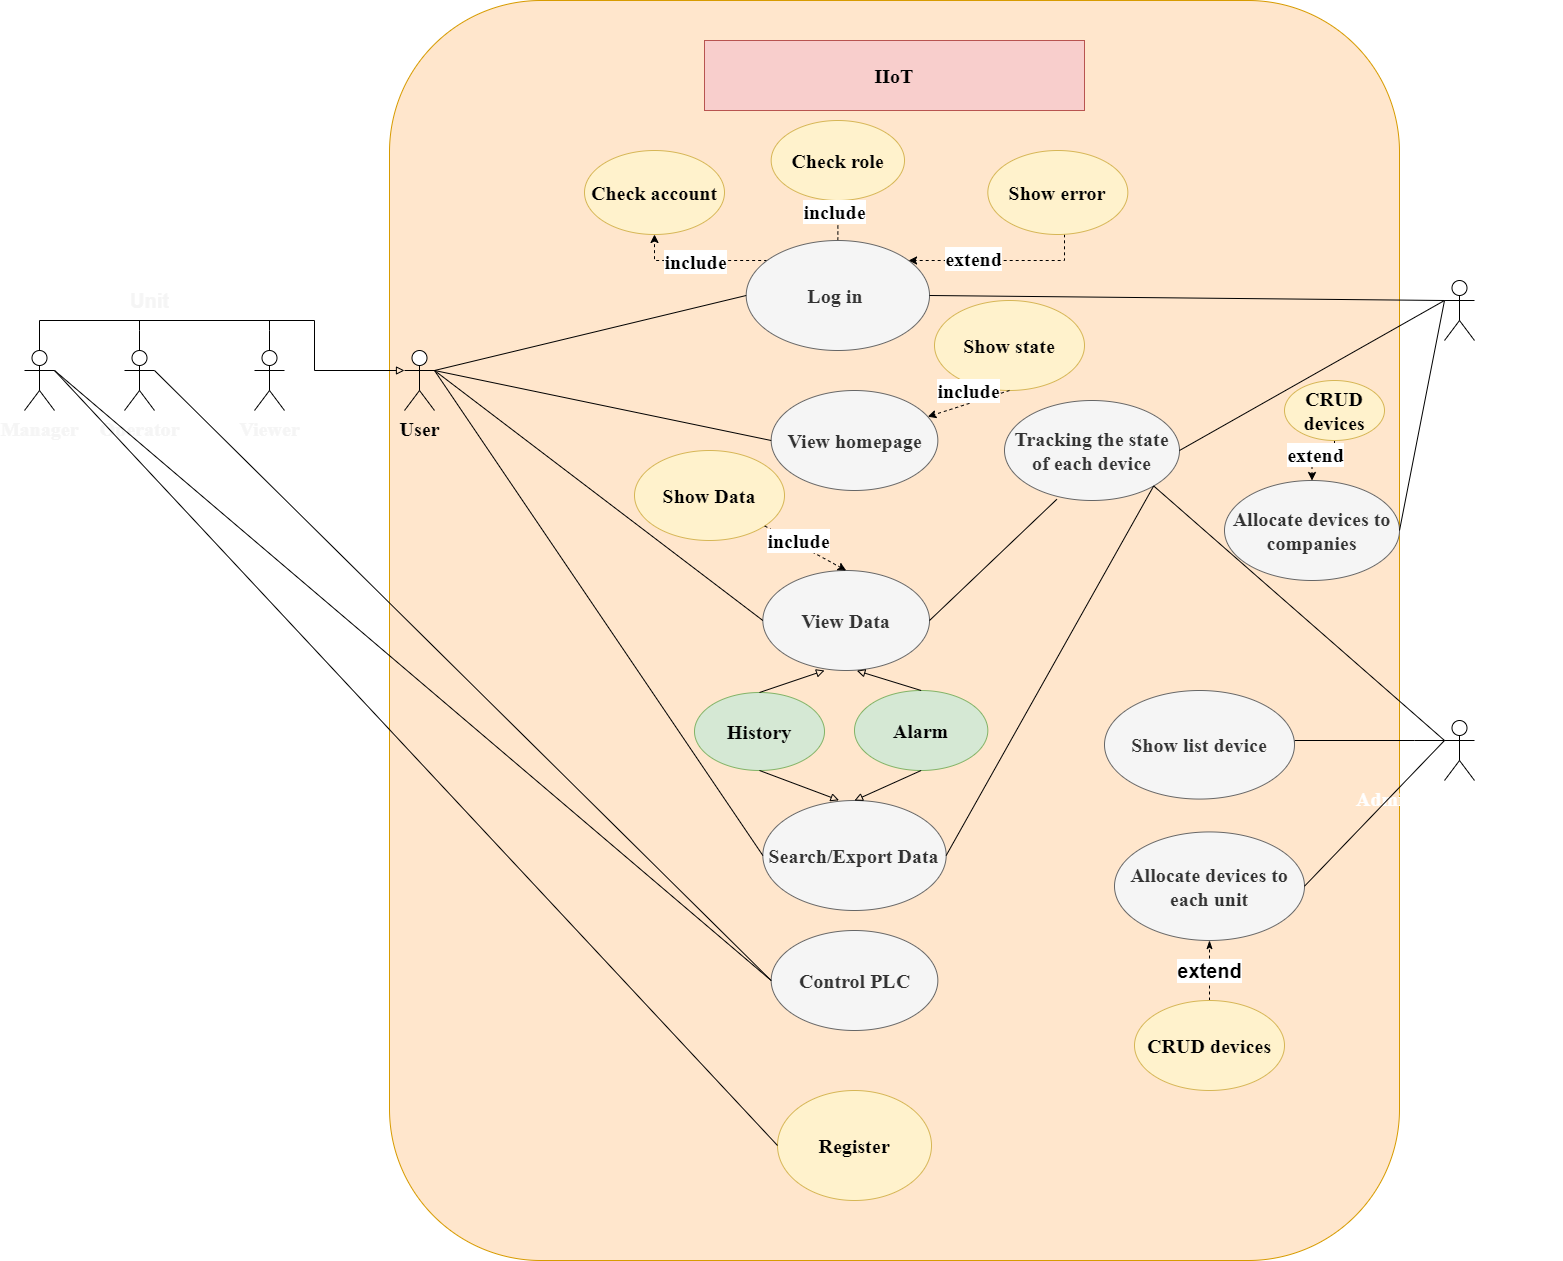 IIoT
Check role
Check account
Show error
include
include
extend
Log in
Unit
Show state
include
CRUD
devices
extend
Manager
Viewer
User
View homepage
Tracking the state
of each device
Show Data
include
Allocate devices to
companies
View Data
History
Alarm
Show list device
Search/Export Data
Allocate devices to
each unit
extend
Control PLC
CRUD devices
Register